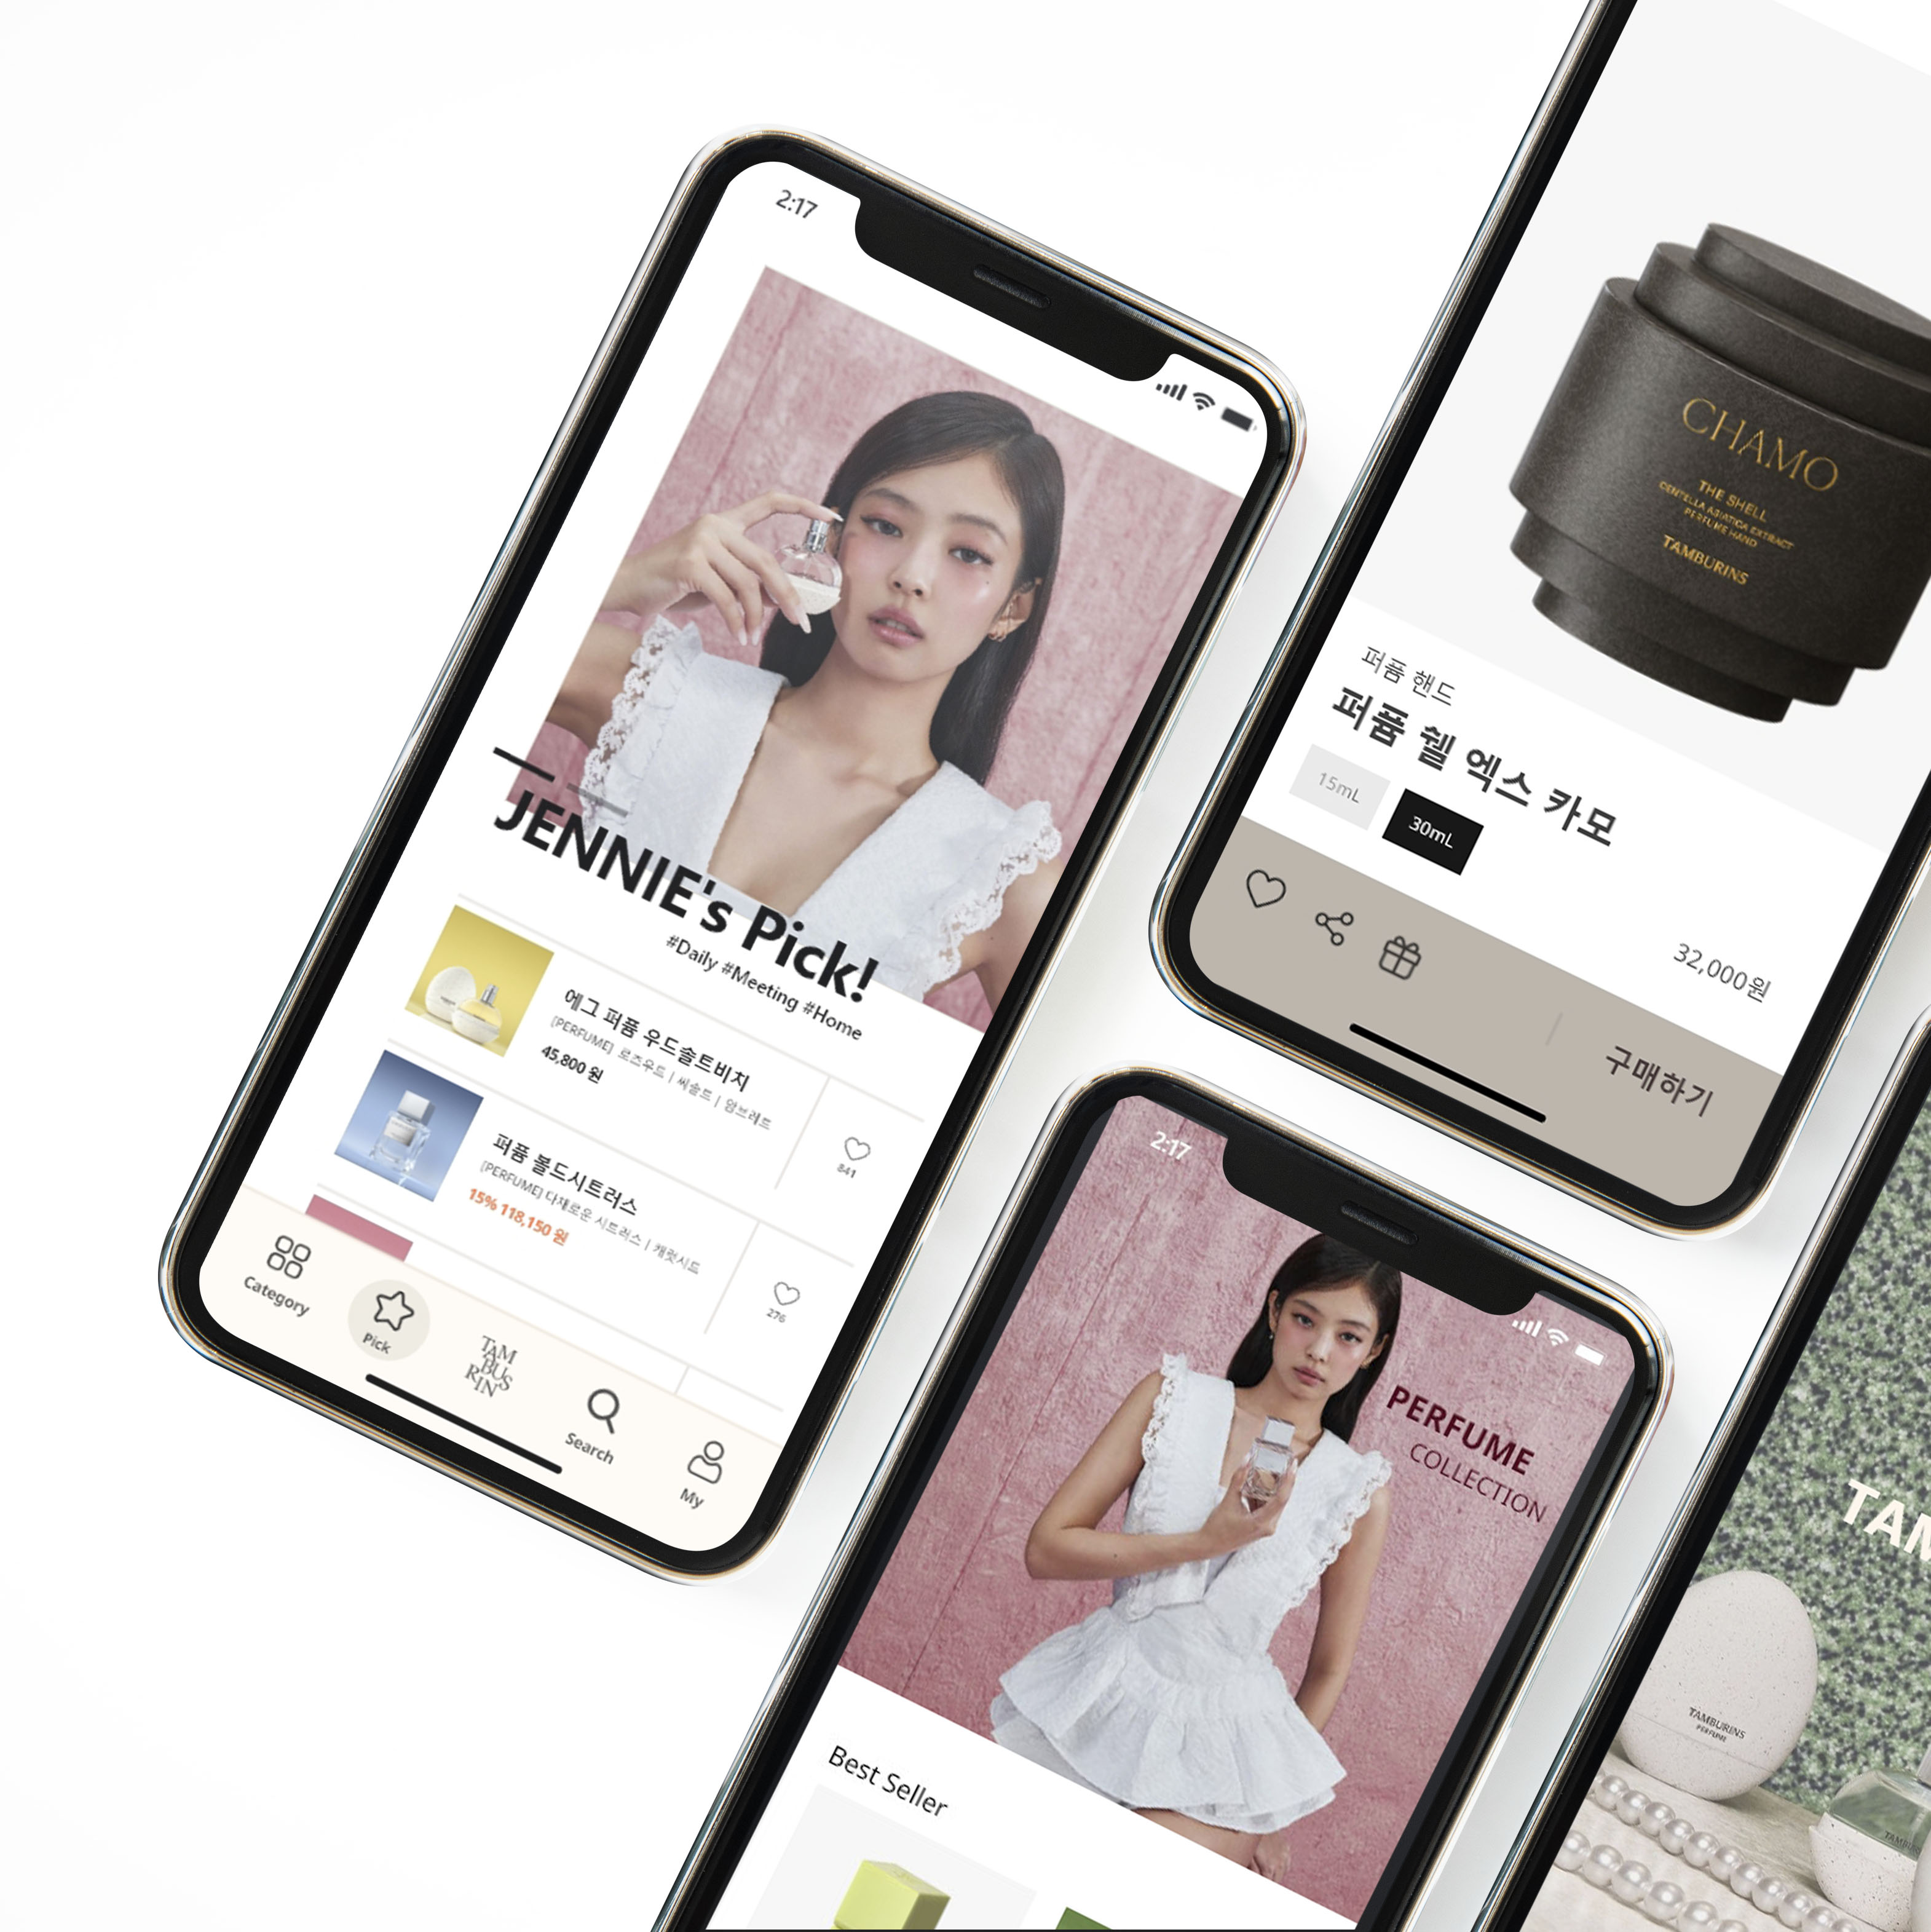 2:17
JENNIE's Pick!
#Daily #Meeting #Home
에그 퍼퓸 우드솔트비치
[PERFUME] 로즈우드 | 씨솔트 | 앰브레트
45,800 원
841
퍼퓸 볼드시트러스
[PERFUME] 다채로운 시트러스 | 캐럿시드
15% 118,150 원
276
Category
Pick
TAM
BUS
RIN
Search
My
CHAMO
THE SHELL
CENTELLA ASIATICA EXTRACT
PERFUME HAND
TAMBURINS
퍼퓸 핸드
퍼퓸 쉘 엑스 카모
15mL
30mL
32,000원
구매하기
2:17
PERFUME
COLLECTION
Best Seller
TAM
TAMBURINS
PERFUME